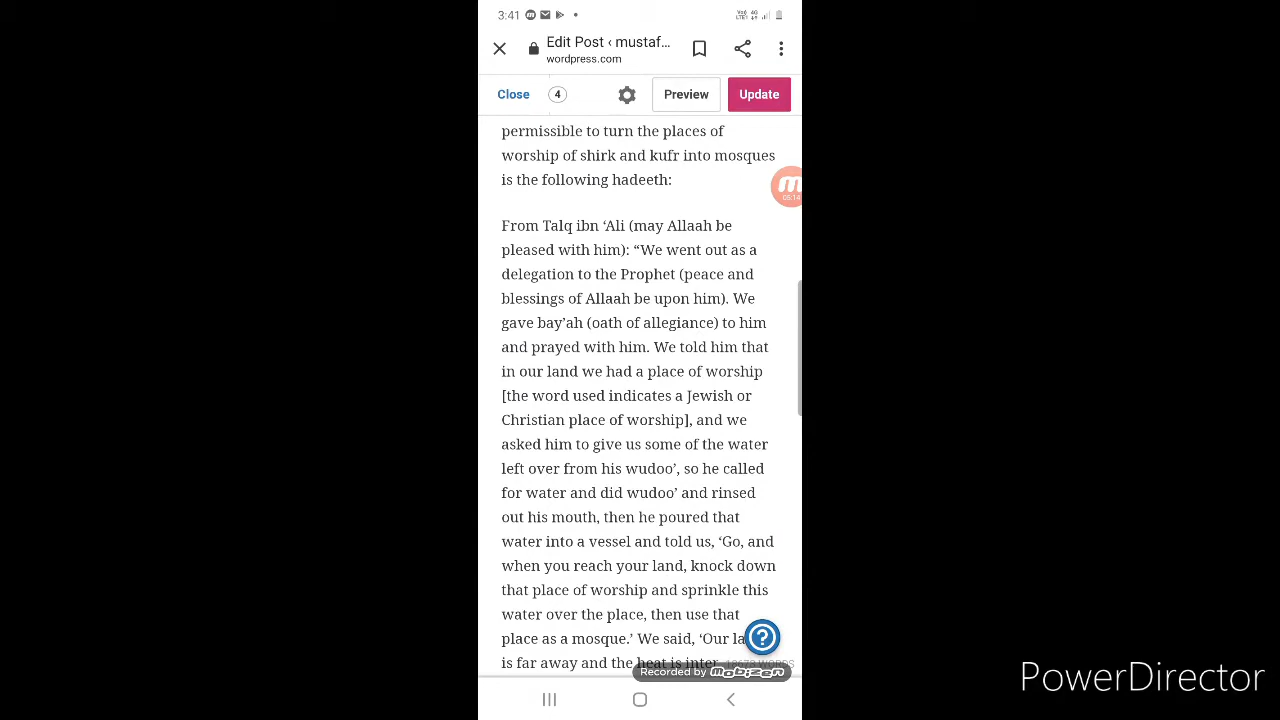 3:41
Edit Post ‹ mustaf...
wordpress.com
Close 4 Preview Update
permissible to turn the places of
worship of shirk and kufr into mosques
is the following hadeeth:
05:14
From Talq ibn ‘Ali (may Allaah be
pleased with him): “We went out as a
delegation to the Prophet (peace and
blessings of Allaah be upon him). We
gave bay’ah (oath of allegiance) to him
and prayed with him. We told him that
in our land we had a place of worship
[the word used indicates a Jewish or
Christian place of worship], and we
asked him to give us some of the water
left over from his wudoo’, so he called
for water and did wudoo’ and rinsed
out his mouth, then he poured that
water into a vessel and told us, ‘Go, and
when you reach your land, knock down
that place of worship and sprinkle this
water over the place, then use that
place as a mosque.’ We said, ‘Our la
is far away and the heat is inter
WORDS
Recorded by mobizen
PowerDirector